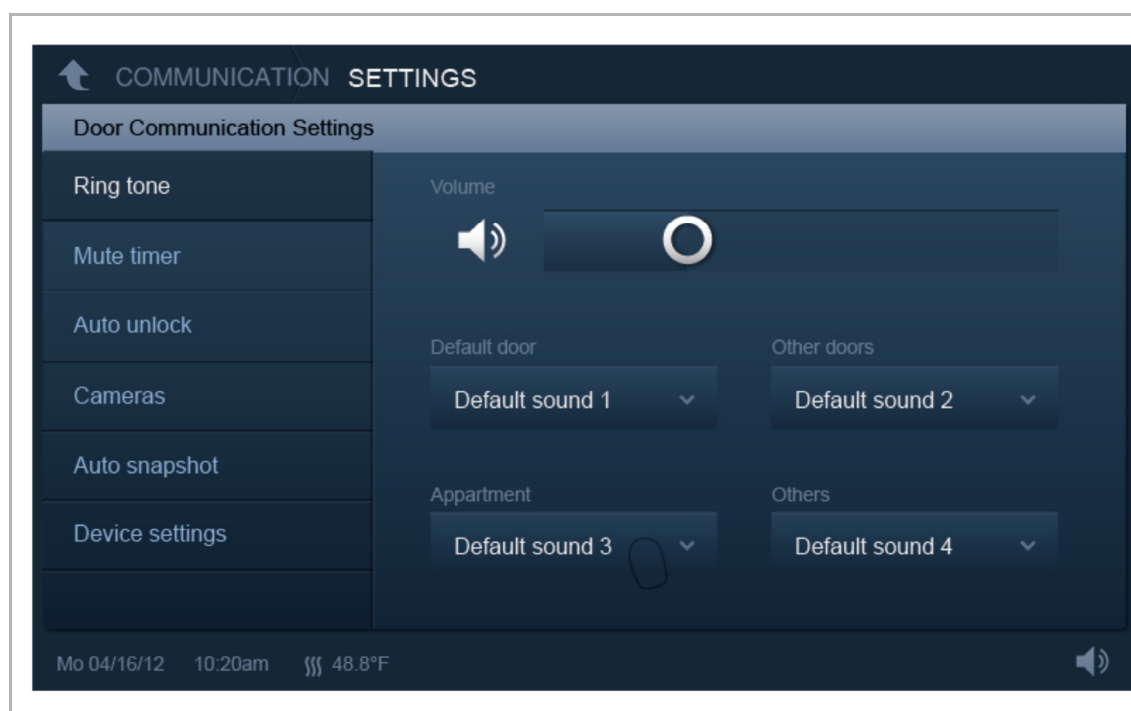 COMMUNICATION SETTINGS
Door Communication Settings
Ring tone
Mute timer
Auto unlock
Cameras
Auto snapshot
Device settings
Volume
Default door
Other doors
Default sound 1
Default sound 2
Appartment
Others
Default sound 3
Default sound 4
Mo 04/16/12 10:20am 48.8°F